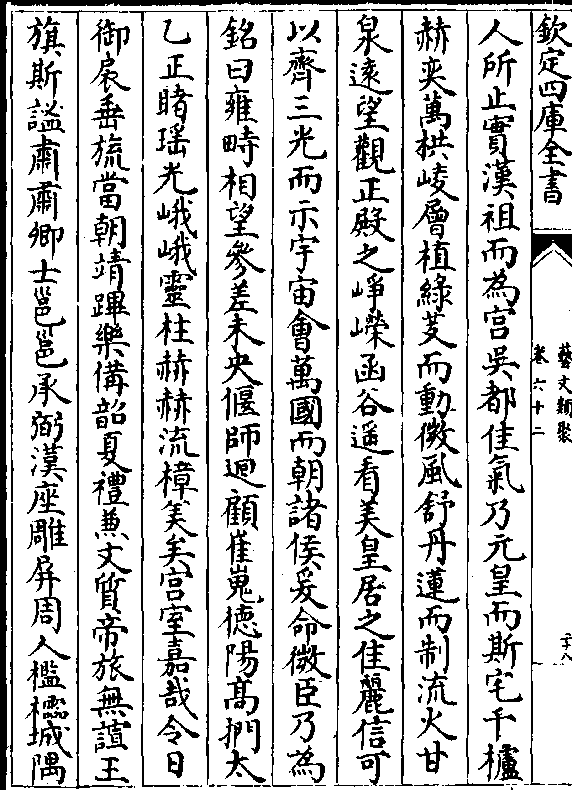 欽定四庫全書
藝文類聚
卷六十二
二十八
人所止實漢祖而為宫吳都佳氣乃元皇而斯宅千櫨
赫奕萬拱崚層植綠芰而動微風舒丹蓮而制流火甘
泉遠望觀正殿之崢嶸函谷遥看美皇居之佳麗信可
以齊三光而示宇宙會萬國而朝諸侯爰命微臣乃為
銘曰雍畤相望參差未央偃師迴顧崔嵬德陽髙捫太
乙正睹瑶光峨峨靈柱赫赫流樟美矣宫室嘉哉令日
御扆垂旒當朝靖蹕樂備韶夏禮兼文質帝旅無諠王
旗斯謐肅肅卿士邕邕承弼漢座雕屏周人檻櫺城隅